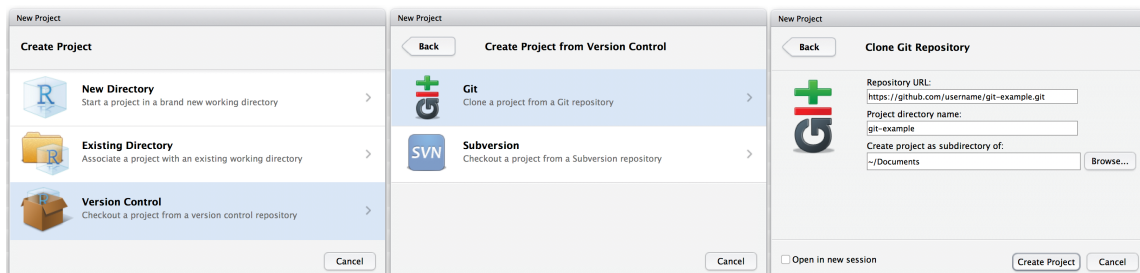 New Project
Create Project
R
New Directory
Start a project in a brand new working directory
R
Existing Directory
Associate a project with an existing working directory
R
Version Control
Checkout a project from a version control repository
Cancel
New Project
Back
Create Project from Version Control
Git
Clone a project from a Git repository
SVN
Subversion
Checkout a project from a Subversion repository
Cancel
New Project
Back
Clone Git Repository
Repository URL:
https://github.com/username/git-example.git
Project directory name:
git-example
Create project as subdirectory of:
~/Documents
Browse...
Open in new session
Create Project
Cancel